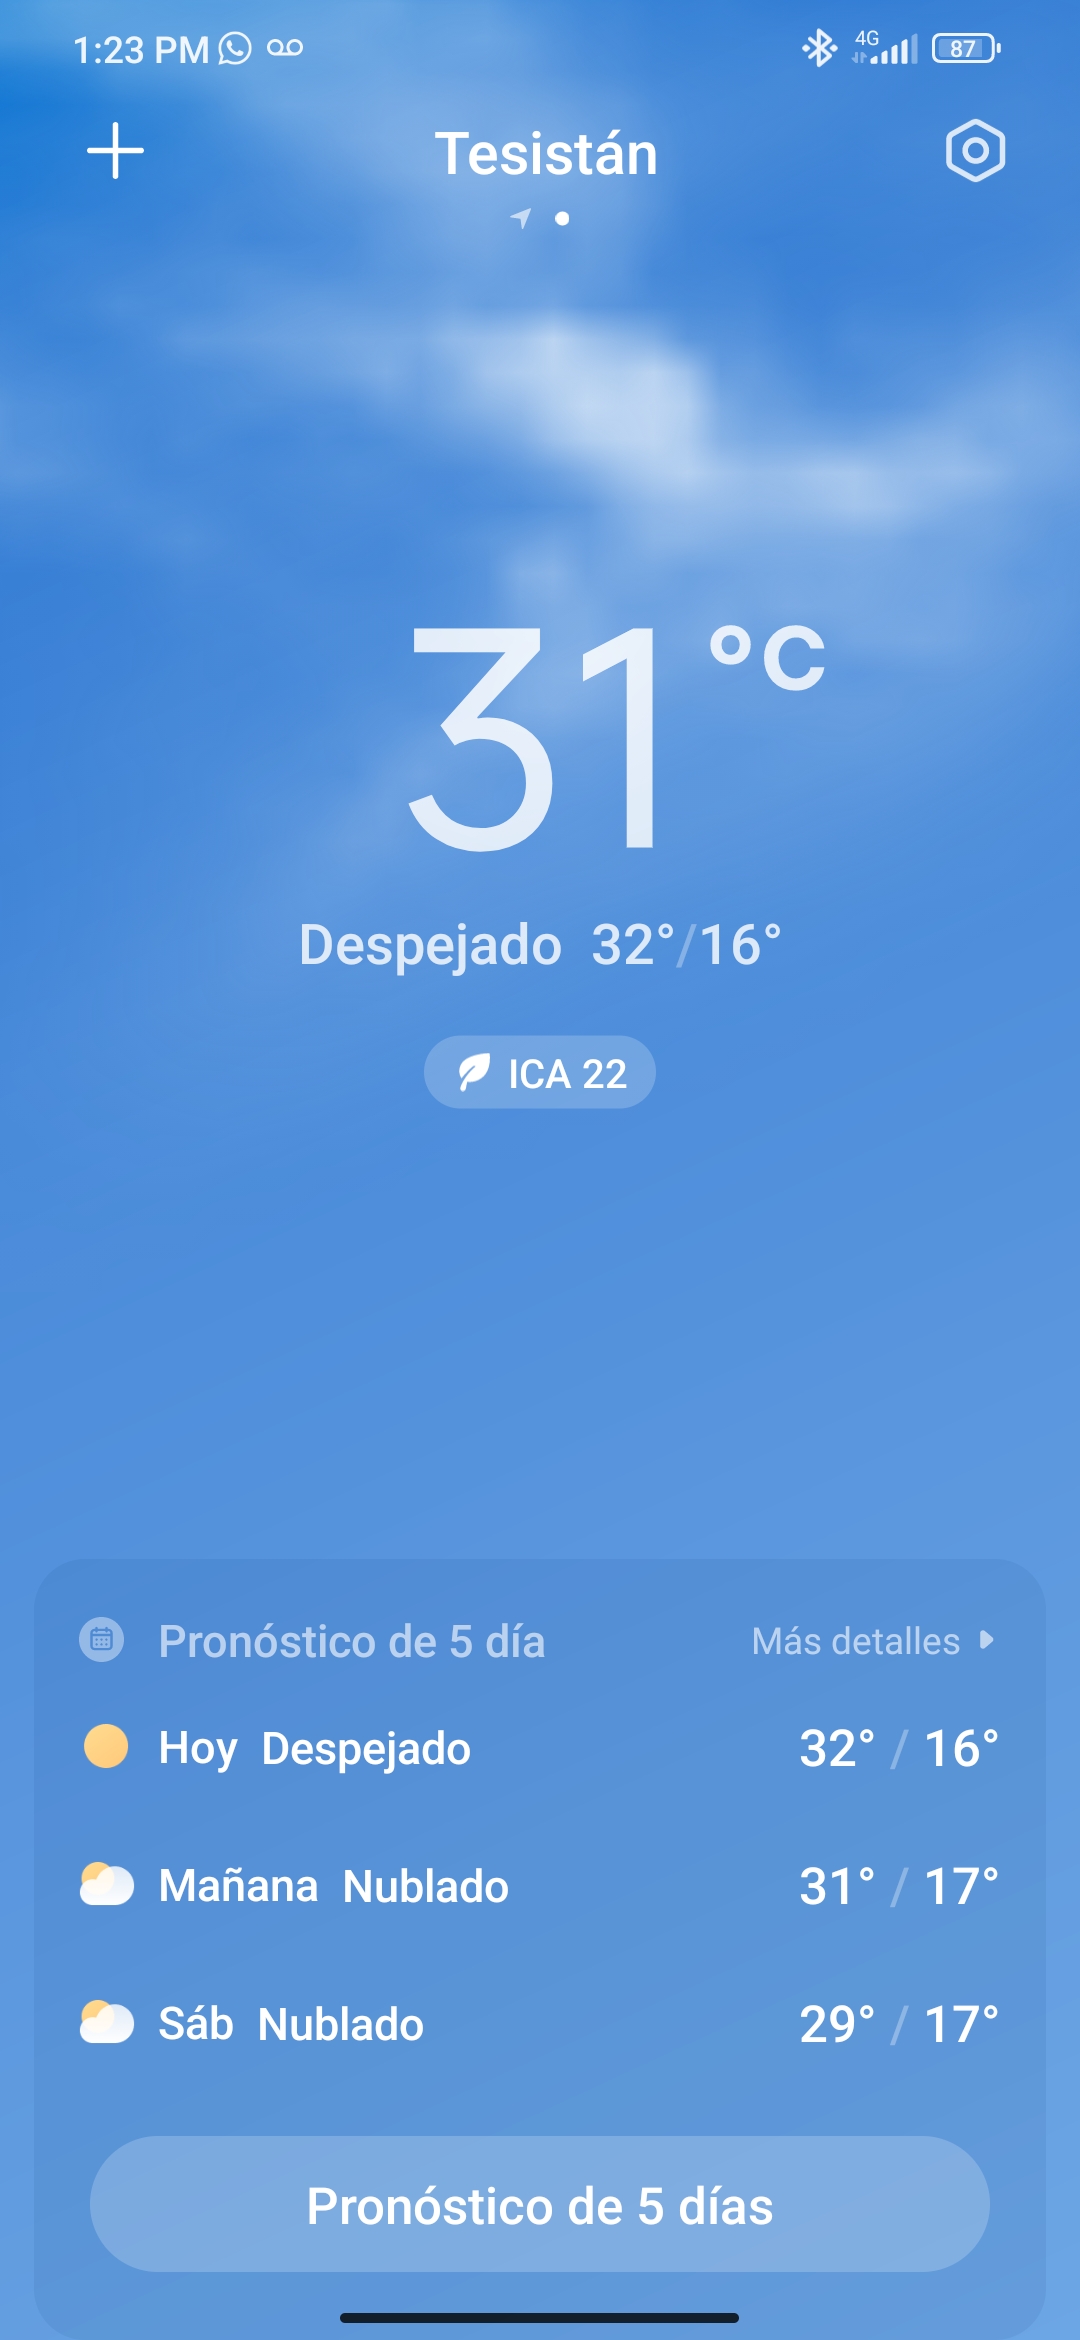 1:23 PM 4G 87
Tesistán
31°C
Despejado 32°/16°
ICA 22
Pronóstico de 5 día Más detalles
Hoy Despejado 32° / 16°
Mañana Nublado 31° / 17°
Sáb Nublado 29° / 17°
Pronóstico de 5 días